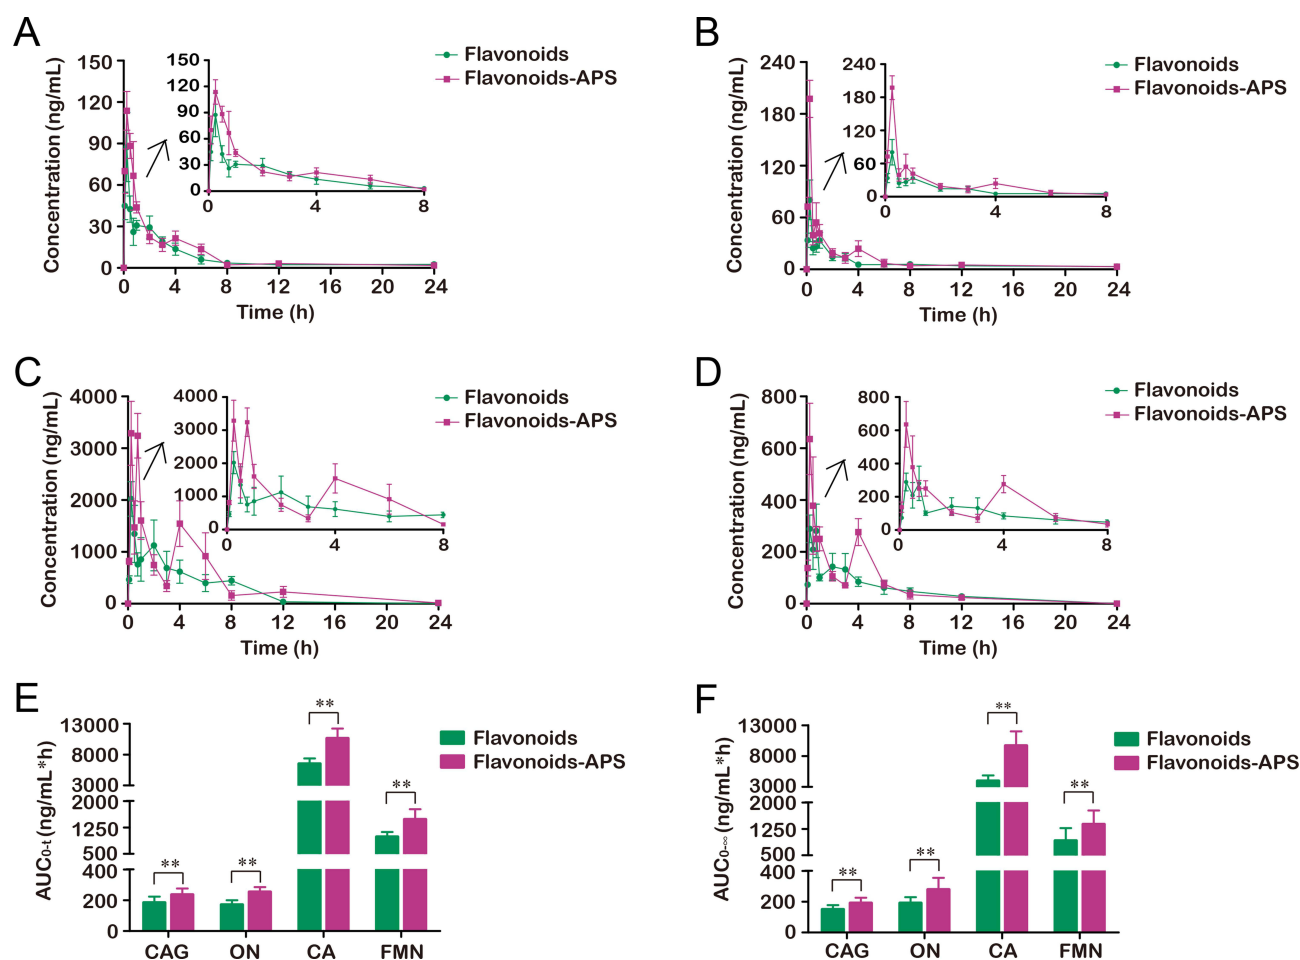 A
Flavonoids
Flavonoids-APS
Concentration (ng/mL)
150
120
90
60
30
0
150
120
90
60
30
0
0 4 8
0 4 8 12 16 20 24
Time (h)
B
Flavonoids
Flavonoids-APS
Concentration (ng/mL)
240
180
120
60
0
240
180
120
60
0
0 4 8
0 4 8 12 16 20 24
Time (h)
C
Flavonoids
Flavonoids-APS
Concentration (ng/mL)
4000
3000
2000
1000
0
4000
3000
2000
1000
0
0 4 8
0 4 8 12 16 20 24
Time (h)
D
Flavonoids
Flavonoids-APS
Concentration (ng/mL)
800
600
400
200
0
800
600
400
200
0
0 4 8
0 4 8 12 16 20 24
Time (h)
E
Flavonoids
Flavonoids-APS
AUC0-t (ng/mL*h)
13000
8000
3000
2000
1250
500
400
200
0
** ** ** **
CAG ON CA FMN
F
Flavonoids
Flavonoids-APS
AUC0-∞ (ng/mL*h)
13000
8000
3000
2000
1250
500
400
200
0
** ** ** **
CAG ON CA FMN